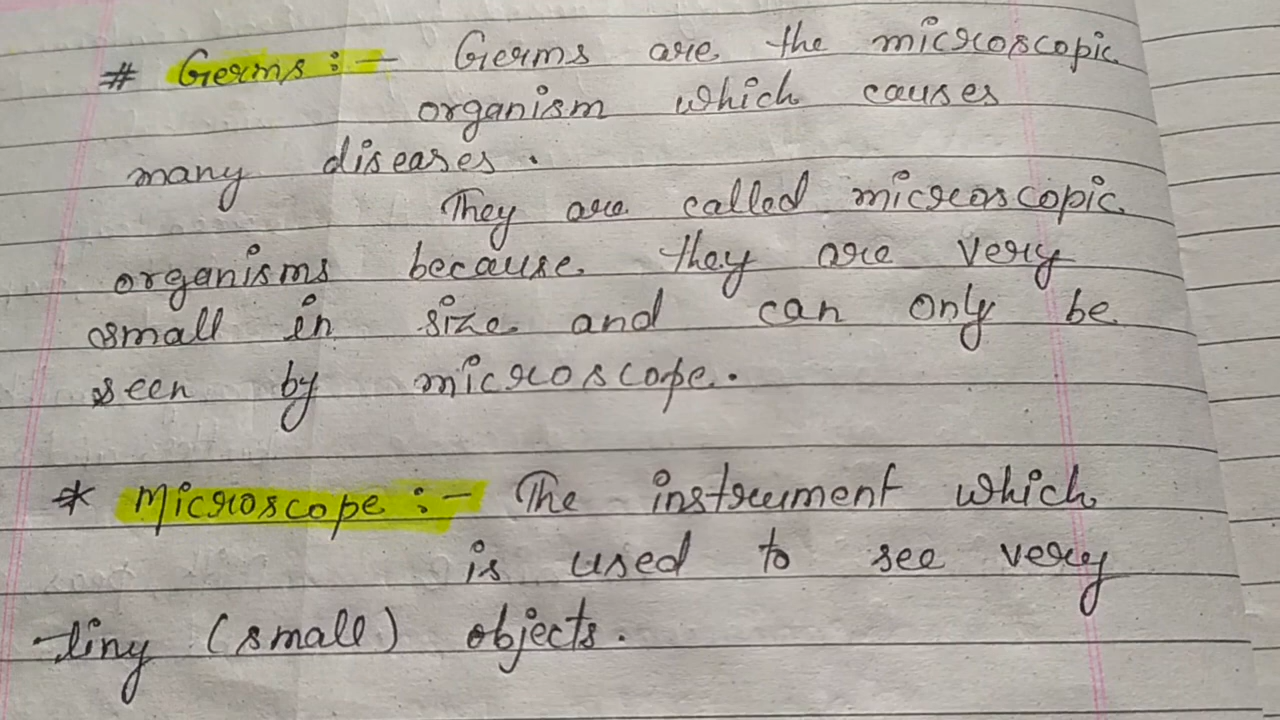 # Germs :- Germs are the microscopic
organism which causes
many diseases.
They are called microscopic
organisms because they are very
small in size and can only be
seen by microscope.
* Microscope :- The instrument which
is used to see very
tiny (small) objects.